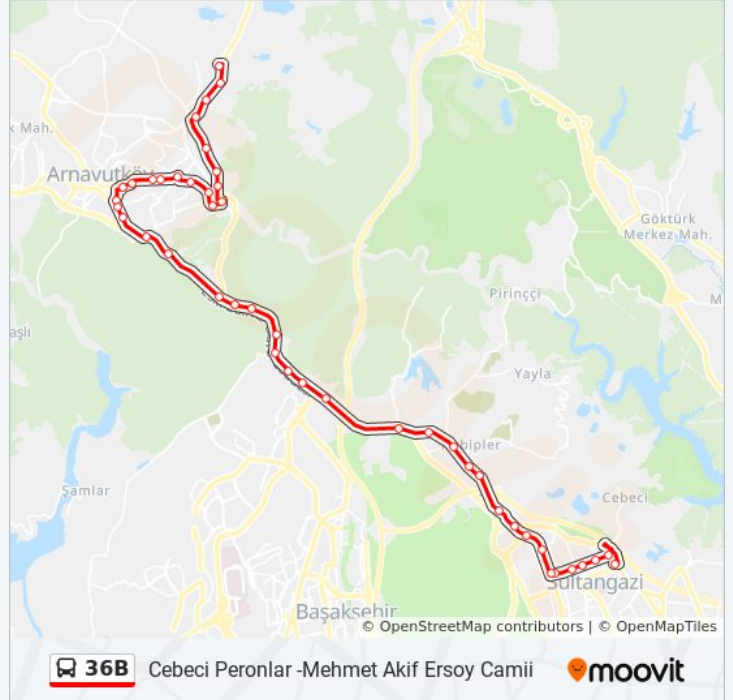 k Mah.
Arnavutköy
Göktürk
Merkez Mah.
Pirinççi
M
aşlı
Yayla
Şamlar
Cebeci
Sultangazi
Başakşehir
© OpenStreetMap contributors | © OpenMapTiles
36B Cebeci Peronlar -Mehmet Akif Ersoy Camii moovit